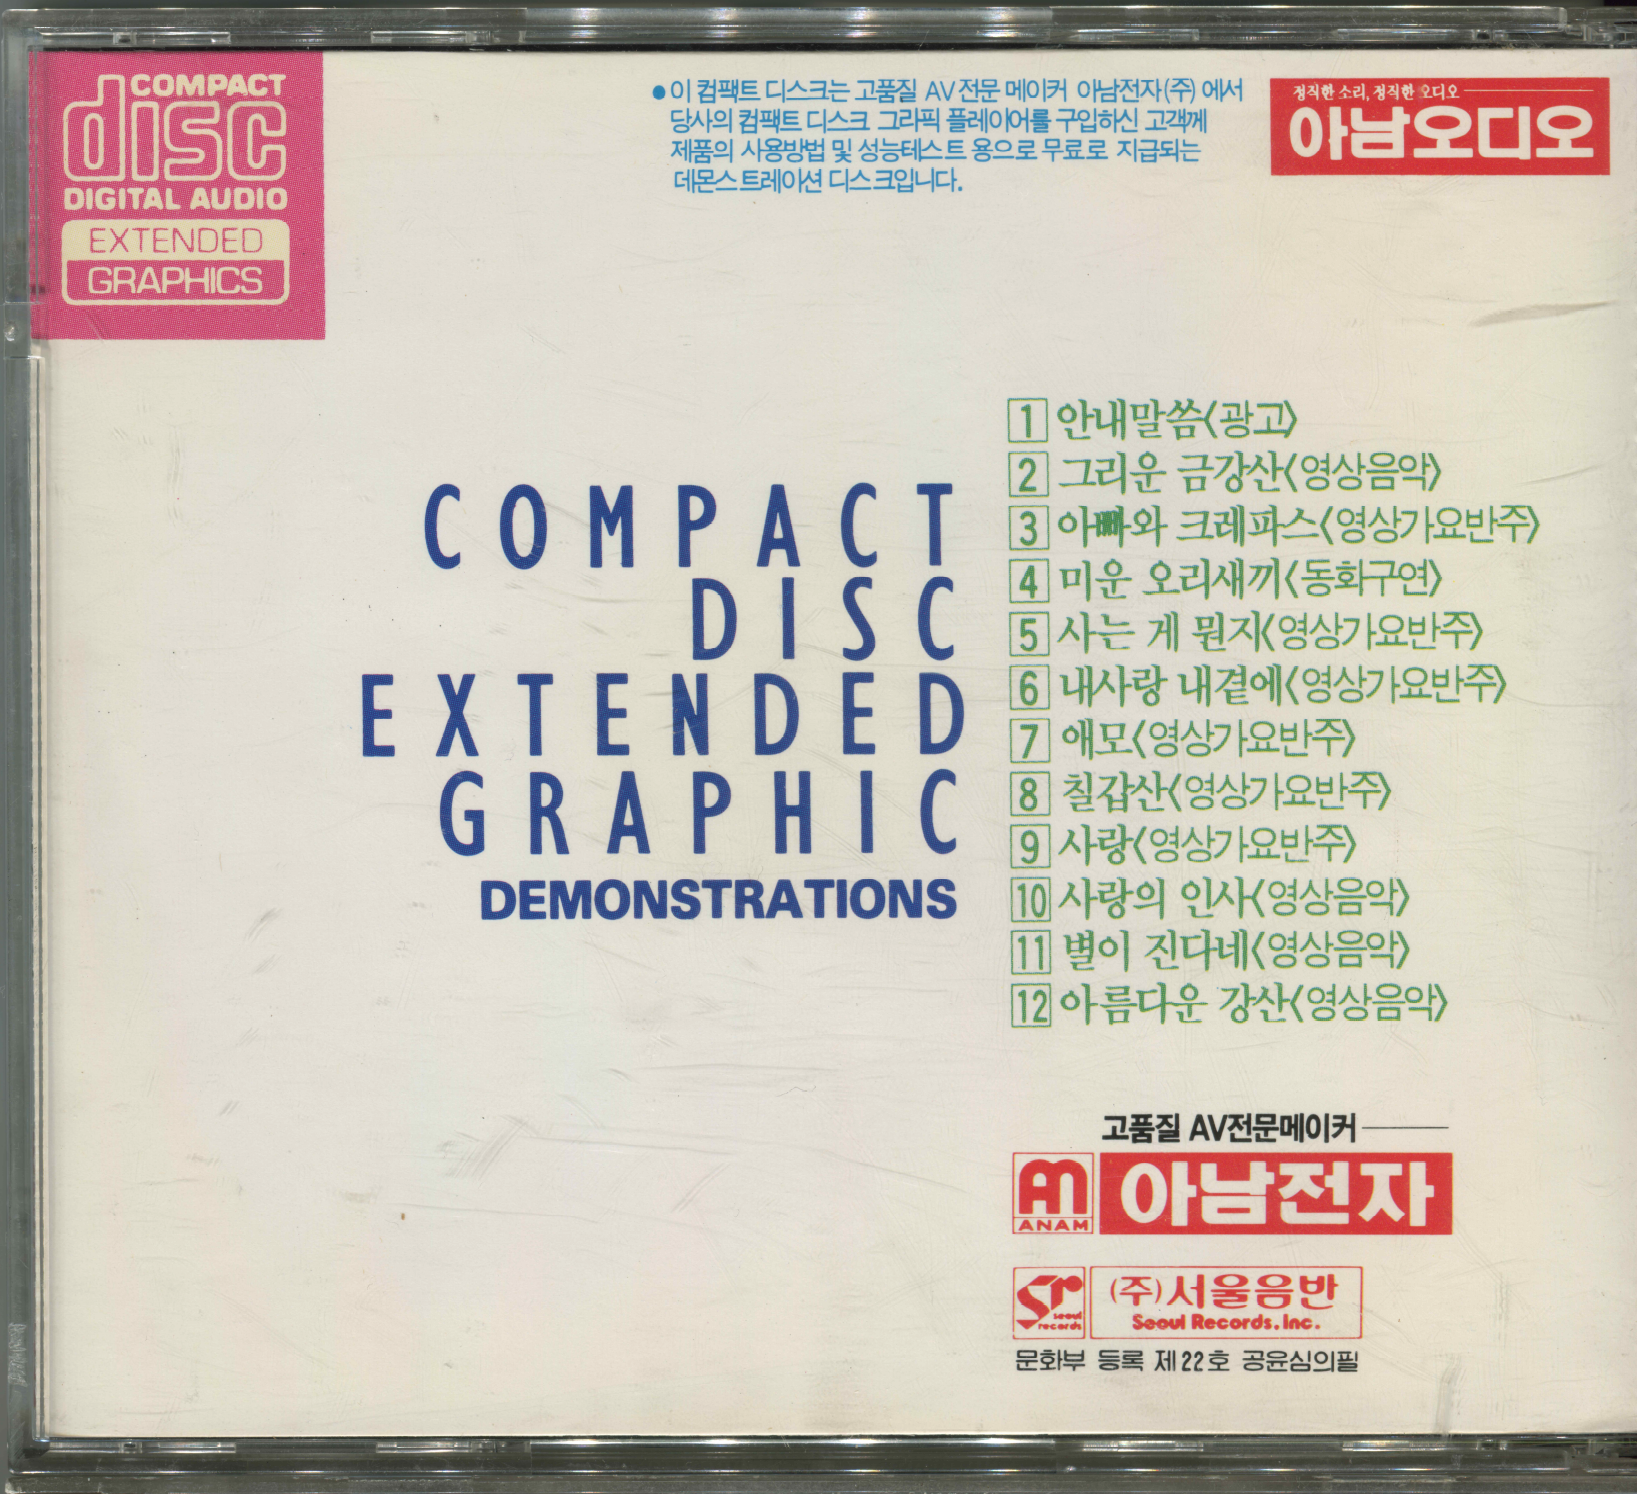 COMPACT
disc
DIGITAL AUDIO
EXTENDED
GRAPHICS
● 이 컴팩트 디스크는 고품질 AV 전문 메이커 아남전자(주) 에서
당사의 컴팩트 디스크 그라픽 플레이어를 구입하신 고객께
제품의 사용방법 및 성능테스트 용으로 무료로 지급되는
데몬스트레이션 디스크입니다.
정직한 소리, 정직한 오디오
아남오디오
COMPACT
DISC
EXTENDED
GRAPHIC
DEMONSTRATIONS
1 안내말씀〈광고〉
2 그리운 금강산〈영상음악〉
3 아빠와 크레파스〈영상가요반주〉
4 미운 오리새끼〈동화구연〉
5 사는 게 뭔지〈영상가요반주〉
6 내사랑 내곁에〈영상가요반주〉
7 애모〈영상가요반주〉
8 칠갑산〈영상가요반주〉
9 사랑〈영상가요반주〉
10 사랑의 인사〈영상음악〉
11 별이 진다네〈영상음악〉
12 아름다운 강산〈영상음악〉
고품질 AV전문메이커
ANAM
아남전자
Sr
seoul
records
(주)서울음반
Seoul Records, Inc.
문화부 등록 제22호 공윤심의필